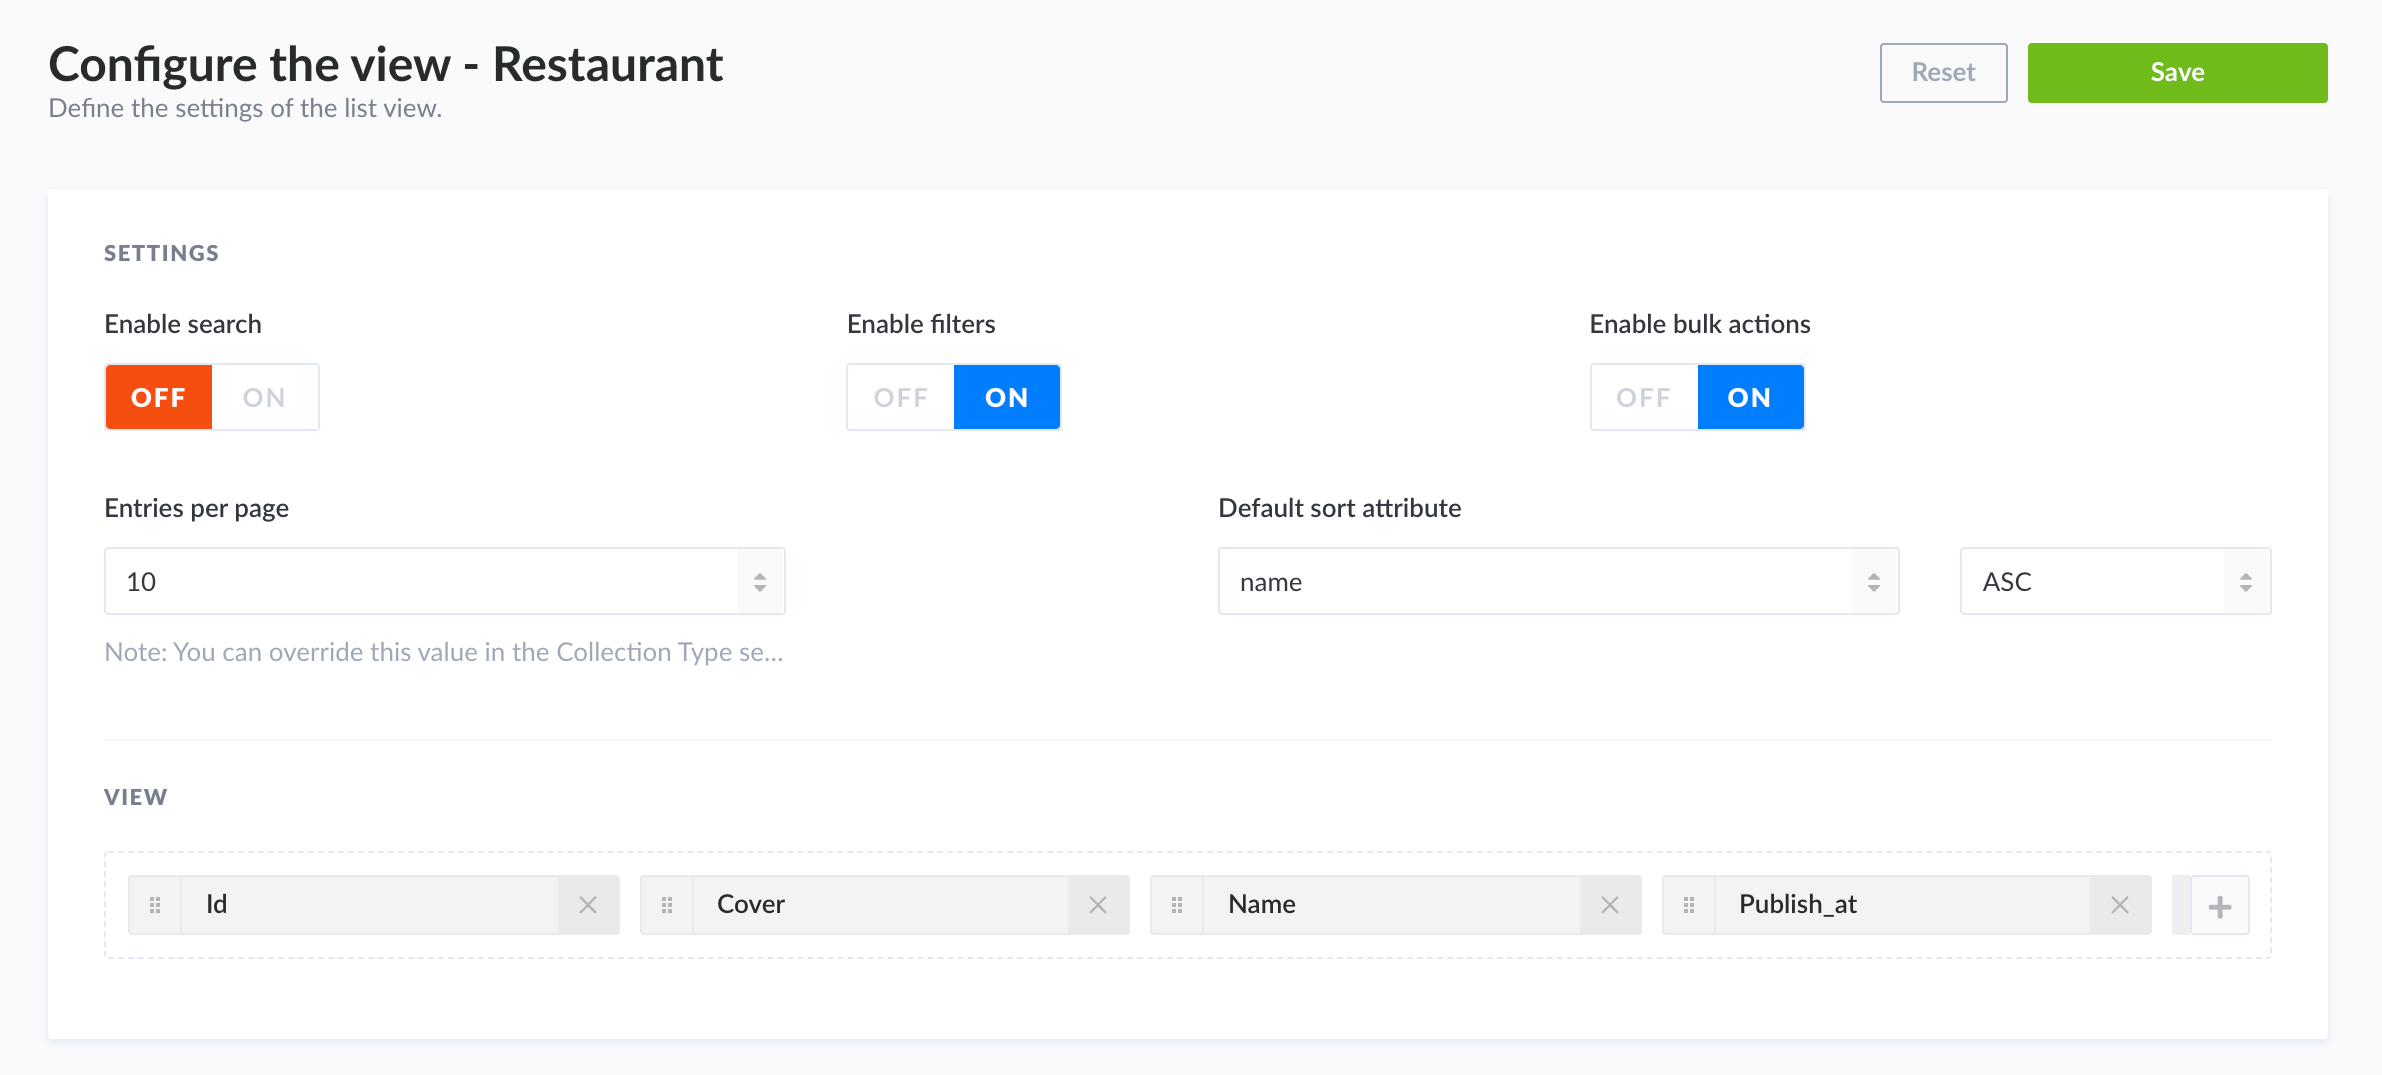 Configure the view - Restaurant
Reset
Save
Define the settings of the list view.
SETTINGS
Enable search
Enable filters
Enable bulk actions
OFF ON
OFF ON
OFF ON
Entries per page
Default sort attribute
10
name
ASC
Note: You can override this value in the Collection Type se...
VIEW
Id
Cover
Name
Publish_at